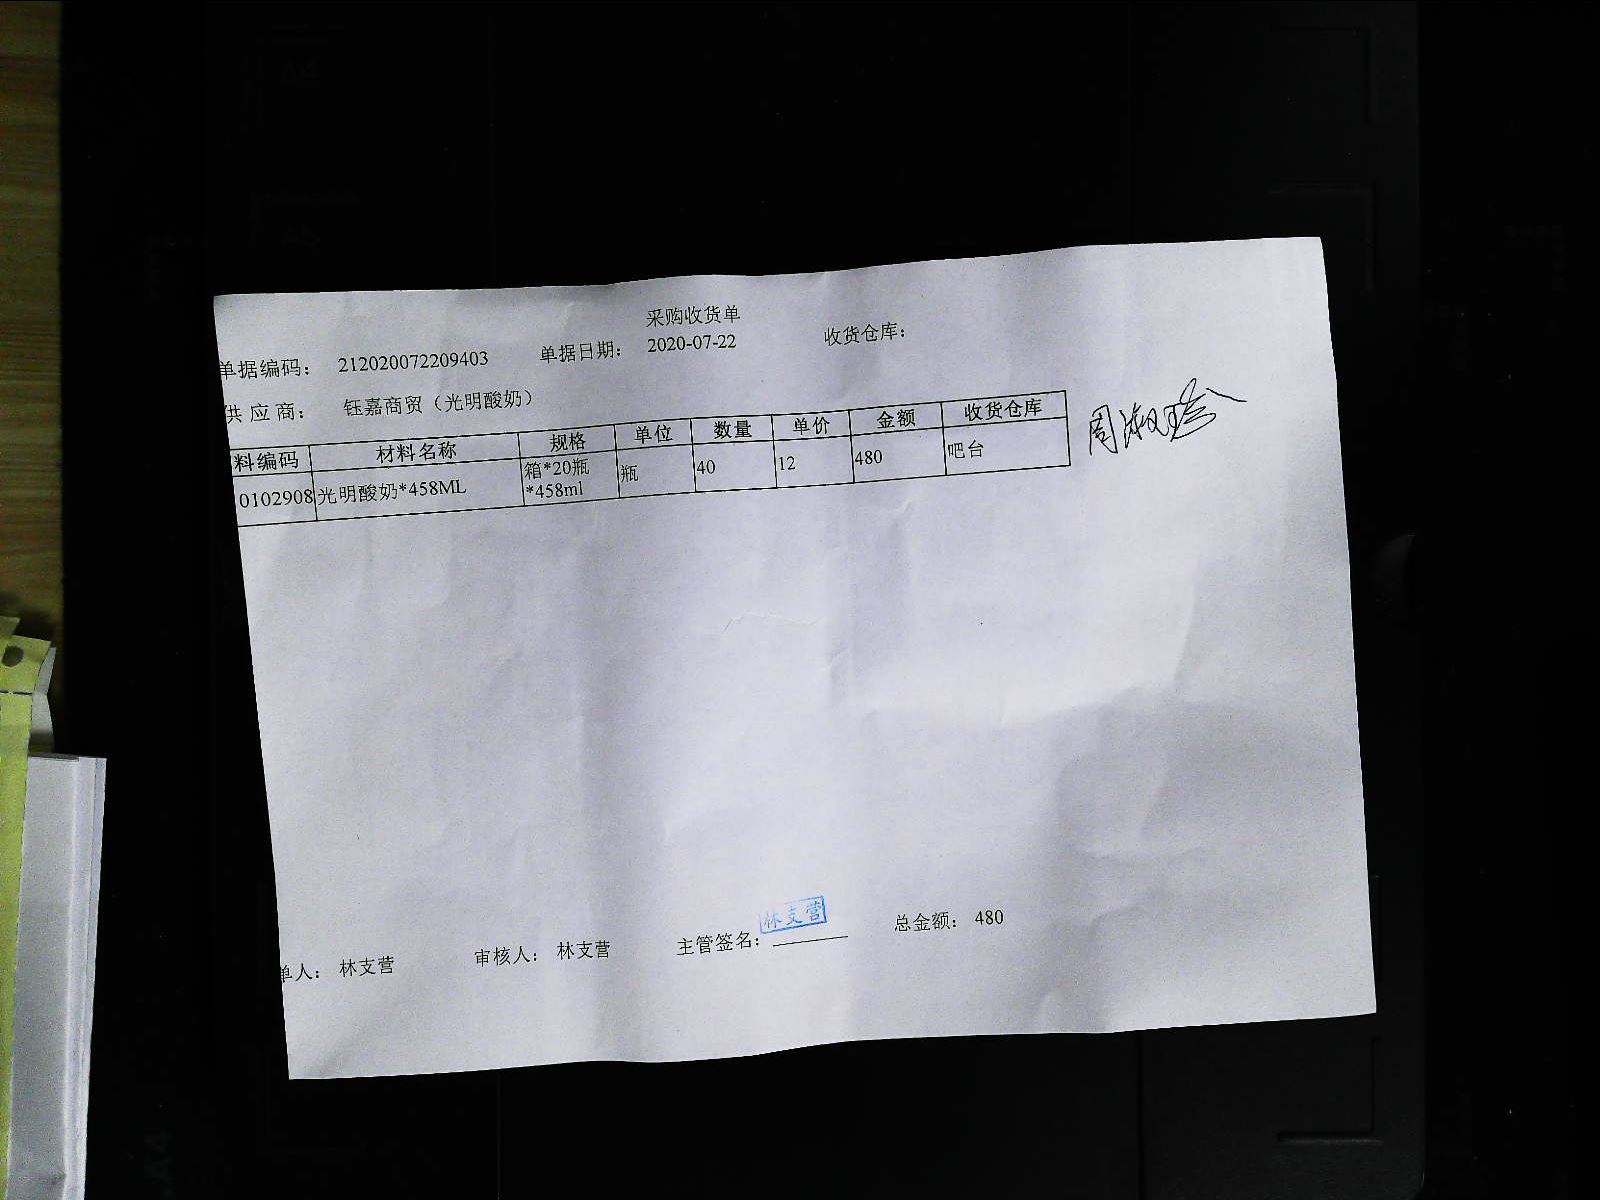 采购收货单
单据编码： 212020072209403 单据日期： 2020-07-22 收货仓库：
供 应 商： 钰嘉商贸（光明酸奶）
料编码 材料名称 规格 单位 数量 单价 金额 收货仓库
0102908 光明酸奶*458ML 箱*20瓶*458ml 瓶 40 12 480 吧台
周淑珍
林支营
单人： 林支营 审核人： 林支营 主管签名： 总金额： 480